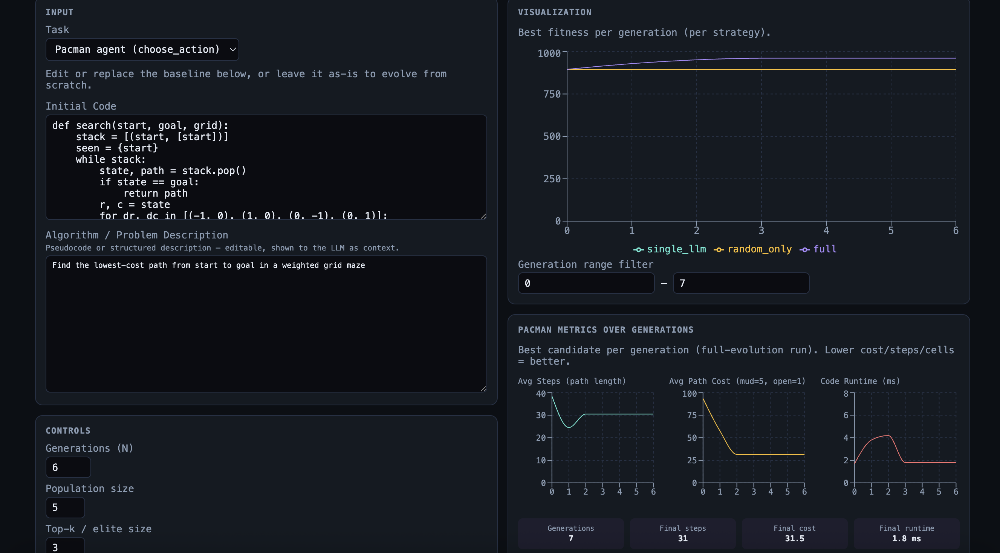 INPUT
Task
Pacman agent (choose_action)
Edit or replace the baseline below, or leave it as-is to evolve from
scratch.
Initial Code
def search(start, goal, grid):
    stack = [(start, [start])]
    seen = {start}
    while stack:
        state, path = stack.pop()
        if state == goal:
            return path
        r, c = state
        for dr, dc in [(-1, 0), (1, 0), (0, -1), (0, 1)]:
Algorithm / Problem Description
Pseudocode or structured description — editable, shown to the LLM as context.
Find the lowest-cost path from start to goal in a weighted grid maze
CONTROLS
Generations (N)
6
Population size
5
Top-k / elite size
3
VISUALIZATION
Best fitness per generation (per strategy).
1000
750
500
250
0
0 1 2 3 4 5 6
single_llm random_only full
Generation range filter
0 — 7
PACMAN METRICS OVER GENERATIONS
Best candidate per generation (full-evolution run). Lower cost/steps/cells
= better.
Avg Steps (path length)
40
30
20
10
0
0 1 2 3 4 5 6
Avg Path Cost (mud=5, open=1)
100
75
50
25
0
0 1 2 3 4 5 6
Code Runtime (ms)
8
6
4
2
0
0 1 2 3 4 5 6
Generations
7
Final steps
31
Final cost
31.5
Final runtime
1.8 ms